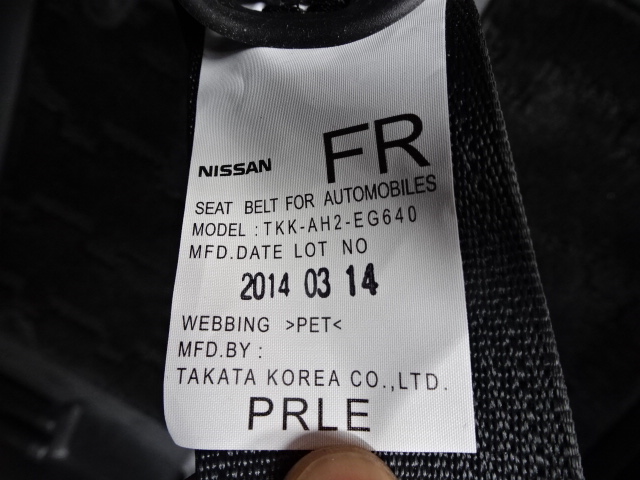 NISSAN FR
SEAT BELT FOR AUTOMOBILES
MODEL : TKK-AH2-EG640
MFD.DATE LOT NO
2014 03 14
WEBBING >PET<
MFD.BY :
TAKATA KOREA CO.,LTD.
PRLE